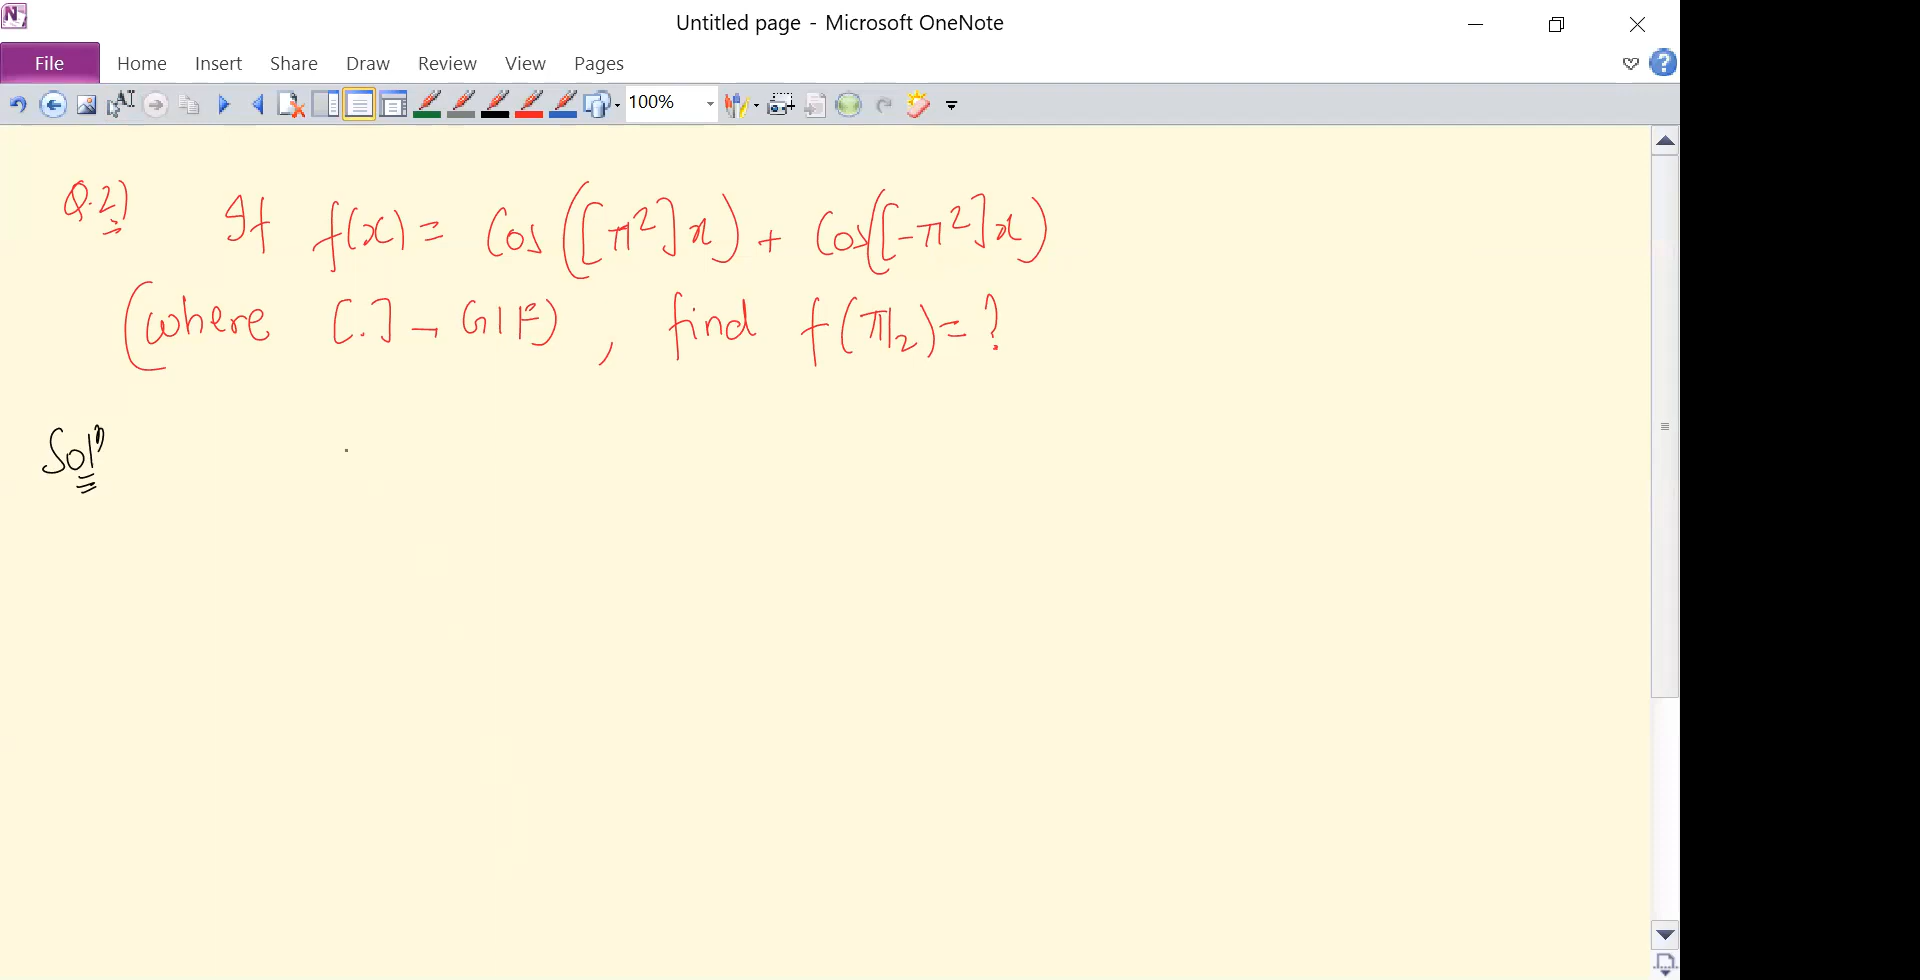 Untitled page - Microsoft OneNote
File Home Insert Share Draw Review View Pages
100%
Q.2) If f(x) = Cos([π²]x) + Cos([-π²]x)
(where [.] → GIF) , find f(π/2) = ?
Solⁿ